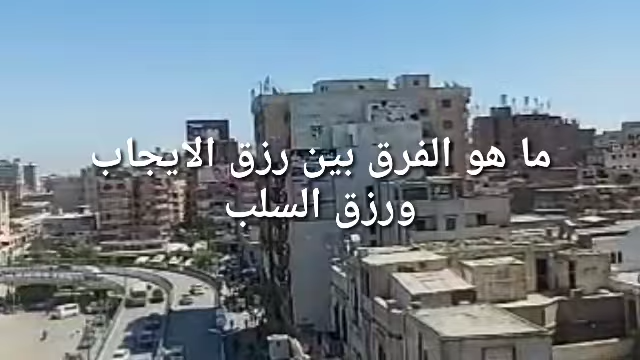 ما هو الفرق بين رزق الايجاب
ورزق السلب